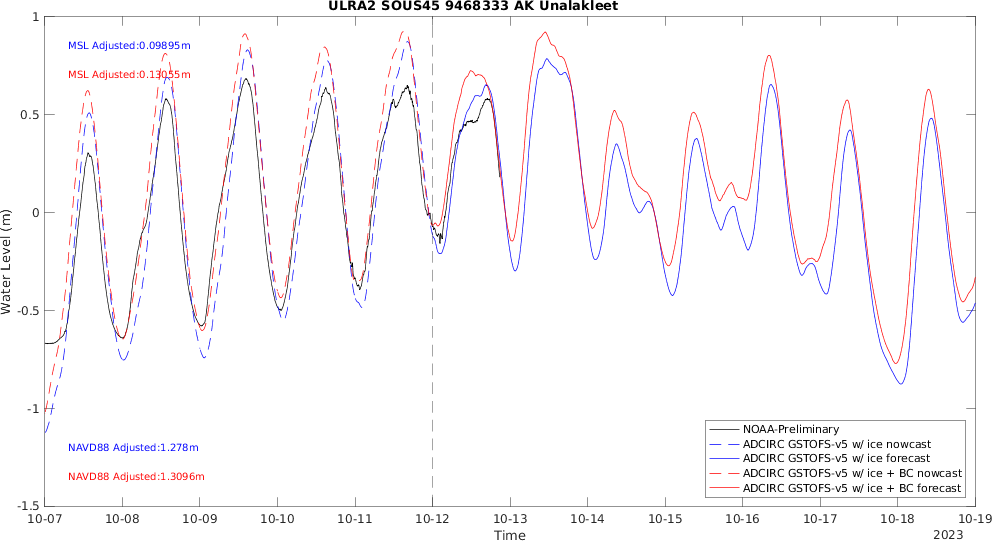 ULRA2 SOUS45 9468333 AK Unalakleet
MSL Adjusted:0.09895m
MSL Adjusted:0.13055m
NAVD88 Adjusted:1.278m
NAVD88 Adjusted:1.3096m
Water Level (m)
1
0.5
0
-0.5
-1
-1.5
NOAA-Preliminary
ADCIRC GSTOFS-v5 w/ ice nowcast
ADCIRC GSTOFS-v5 w/ ice forecast
ADCIRC GSTOFS-v5 w/ ice + BC nowcast
ADCIRC GSTOFS-v5 w/ ice + BC forecast
10-07 10-08 10-09 10-10 10-11 10-12 10-13 10-14 10-15 10-16 10-17 10-18 10-19
Time
2023